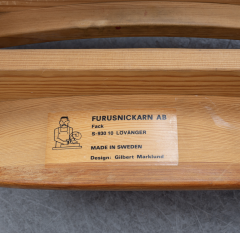 FURUSNICKARN AB
Fack
S-930 10 LÖVÅNGER
MADE IN SWEDEN
Design: Gilbert Marklund